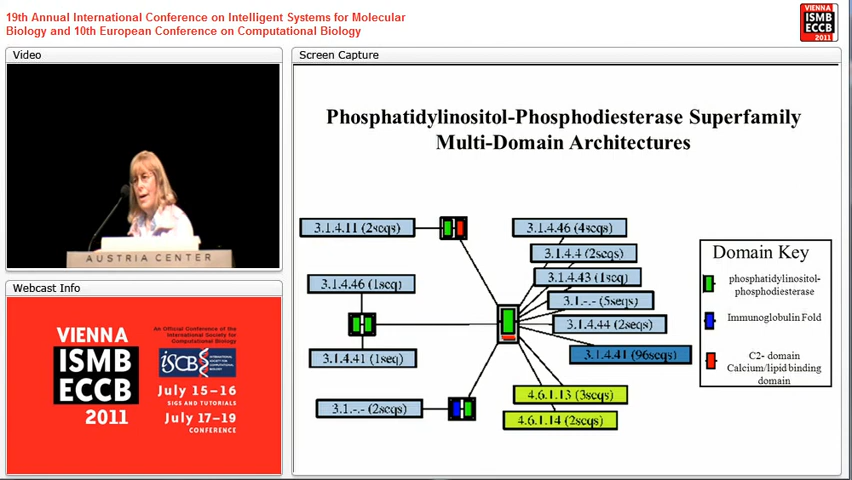 19th Annual International Conference on Intelligent Systems for Molecular
Biology and 10th European Conference on Computational Biology
VIENNA
ISMB
ECCB
2011
Video
AUSTRIA CENTER
Webcast Info
VIENNA
ISMB
ECCB
2011
An Official Conference of the
International Society for
Computational Biology
ISCB
INTERNATIONAL
SOCIETY FOR
COMPUTATIONAL
BIOLOGY
July 15–16
SIGS AND TUTORIALS
July 17–19
CONFERENCE
Screen Capture
Phosphatidylinositol-Phosphodiesterase Superfamily
Multi-Domain Architectures
3.1.4.11 (2seqs)
3.1.4.46 (1seq)
3.1.4.41 (1seq)
3.1.-.- (2seqs)
3.1.4.46 (4seqs)
3.1.4.4 (2seqs)
3.1.4.43 (1seq)
3.1.-.- (5seqs)
3.1.4.44 (2seqs)
3.1.4.41 (96seqs)
4.6.1.13 (3seqs)
4.6.1.14 (2seqs)
Domain Key
phosphatidylinositol-
phosphodiesterase
Immunoglobulin Fold
C2- domain
Calcium/lipid binding
domain